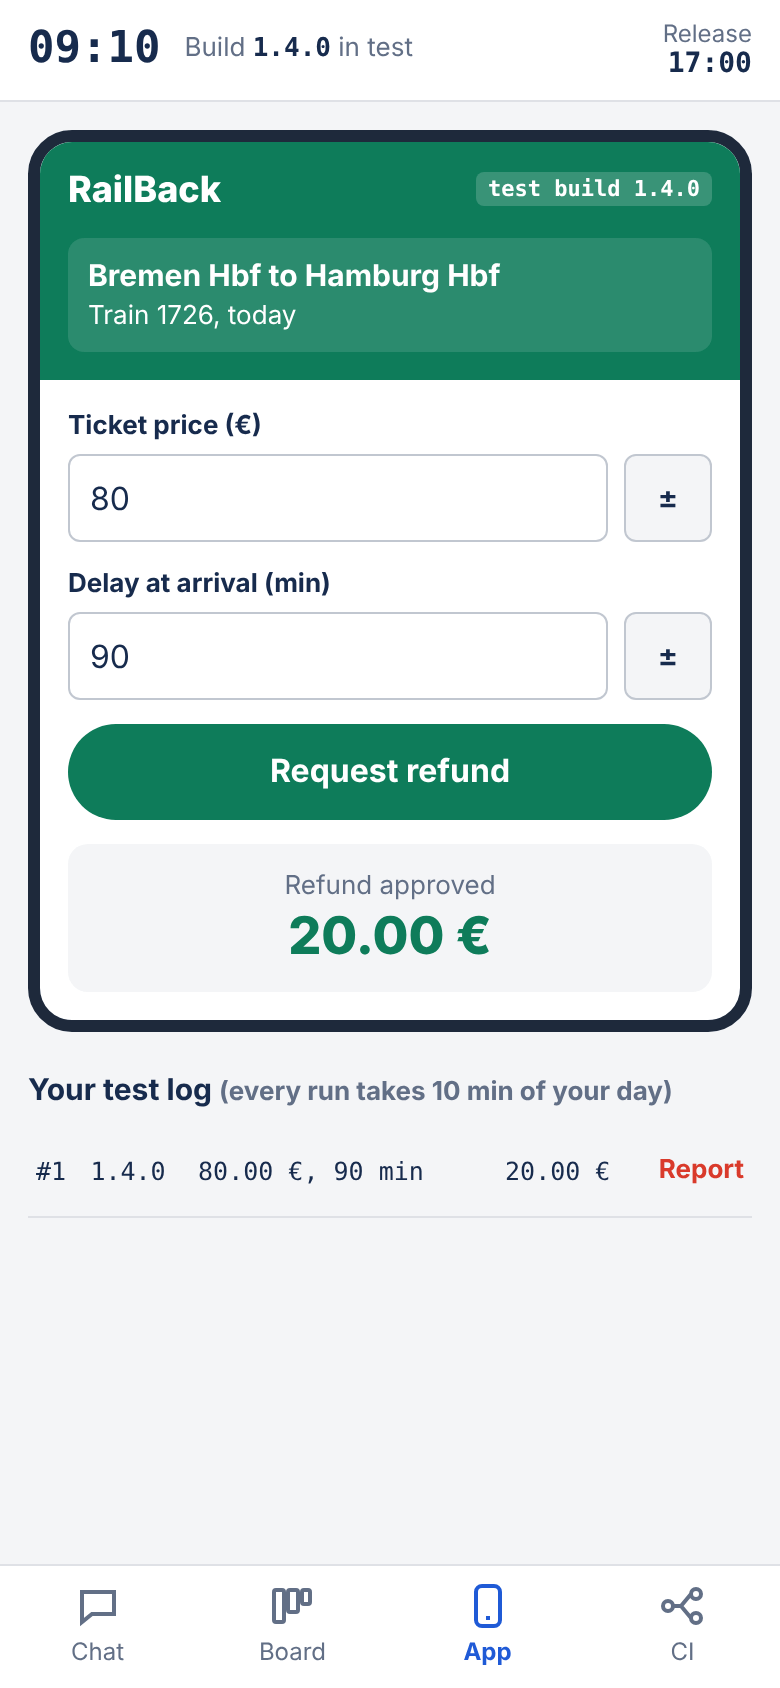 09:10 Build 1.4.0 in test
Release
17:00
RailBack
test build 1.4.0
Bremen Hbf to Hamburg Hbf
Train 1726, today
Ticket price (€)
80 ±
Delay at arrival (min)
90 ±
Request refund
Refund approved
20.00 €
Your test log (every run takes 10 min of your day)
#1 1.4.0 80.00 €, 90 min 20.00 € Report
Chat Board App CI